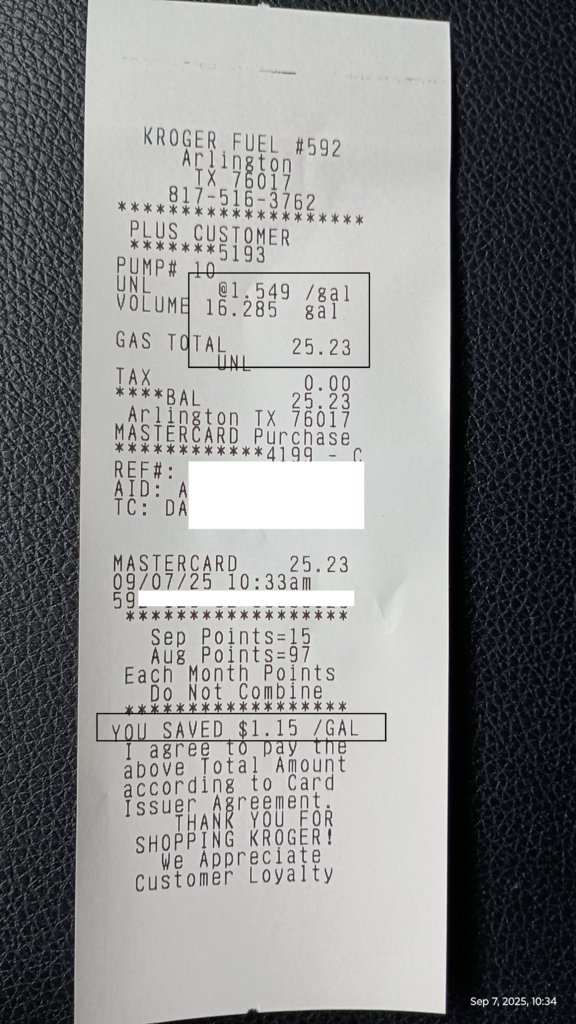 KROGER FUEL #592
Arlington
TX 76017
817-516-3762
********************
PLUS CUSTOMER
*******5193
PUMP# 10
UNL @1.549 /gal
VOLUME 16.285 gal
GAS TOTAL 25.23
UNL
TAX 0.00
****BAL 25.23
Arlington TX 76017
MASTERCARD Purchase
************4199 - C
REF#:
AID: A
TC: DA
MASTERCARD 25.23
09/07/25 10:33am
59
******************
Sep Points=15
Aug Points=97
Each Month Points
Do Not Combine
******************
YOU SAVED $1.15 /GAL
I agree to pay the
above Total Amount
according to Card
Issuer Agreement.
THANK YOU FOR
SHOPPING KROGER!
We Appreciate
Customer Loyalty
Sep 7, 2025, 10:34